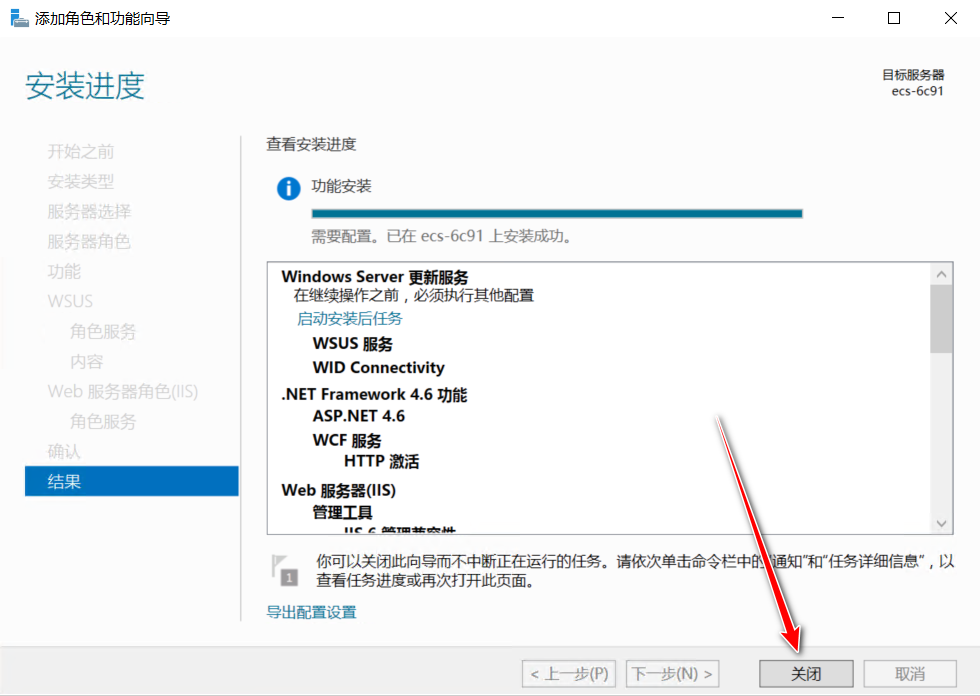 添加角色和功能向导
安装进度
目标服务器
ecs-6c91
开始之前
安装类型
服务器选择
服务器角色
功能
WSUS
角色服务
内容
Web 服务器角色(IIS)
角色服务
确认
结果
查看安装进度
功能安装
需要配置。已在 ecs-6c91 上安装成功。
Windows Server 更新服务
在继续操作之前，必须执行其他配置
启动安装后任务
WSUS 服务
WID Connectivity
.NET Framework 4.6 功能
ASP.NET 4.6
WCF 服务
HTTP 激活
Web 服务器(IIS)
管理工具
IIS 6 管理兼容性
1
你可以关闭此向导而不中断正在运行的任务。请依次单击命令栏中的“通知”和“任务详细信息”，以
查看任务进度或再次打开此页面。
导出配置设置
< 上一步(P)
下一步(N) >
关闭
取消